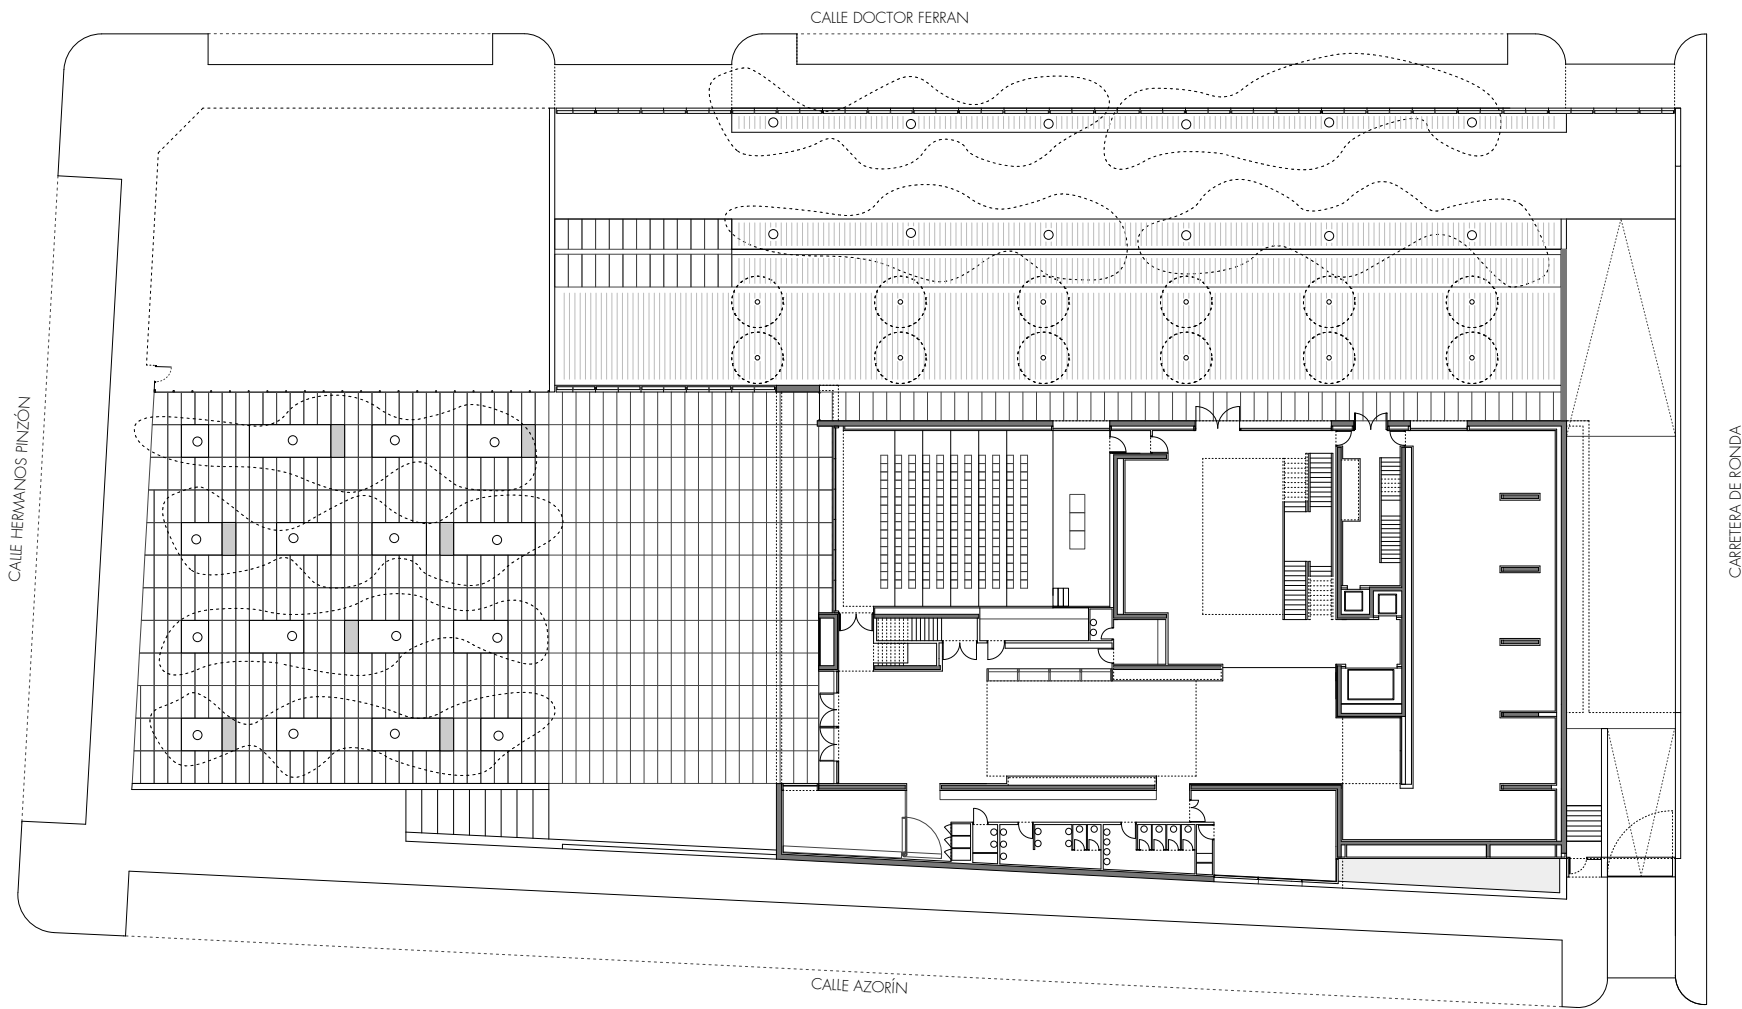 CALLE DOCTOR FERRAN
CALLE HERMANOS PINZÓN
CARRETERA DE RONDA
CALLE AZORÍN